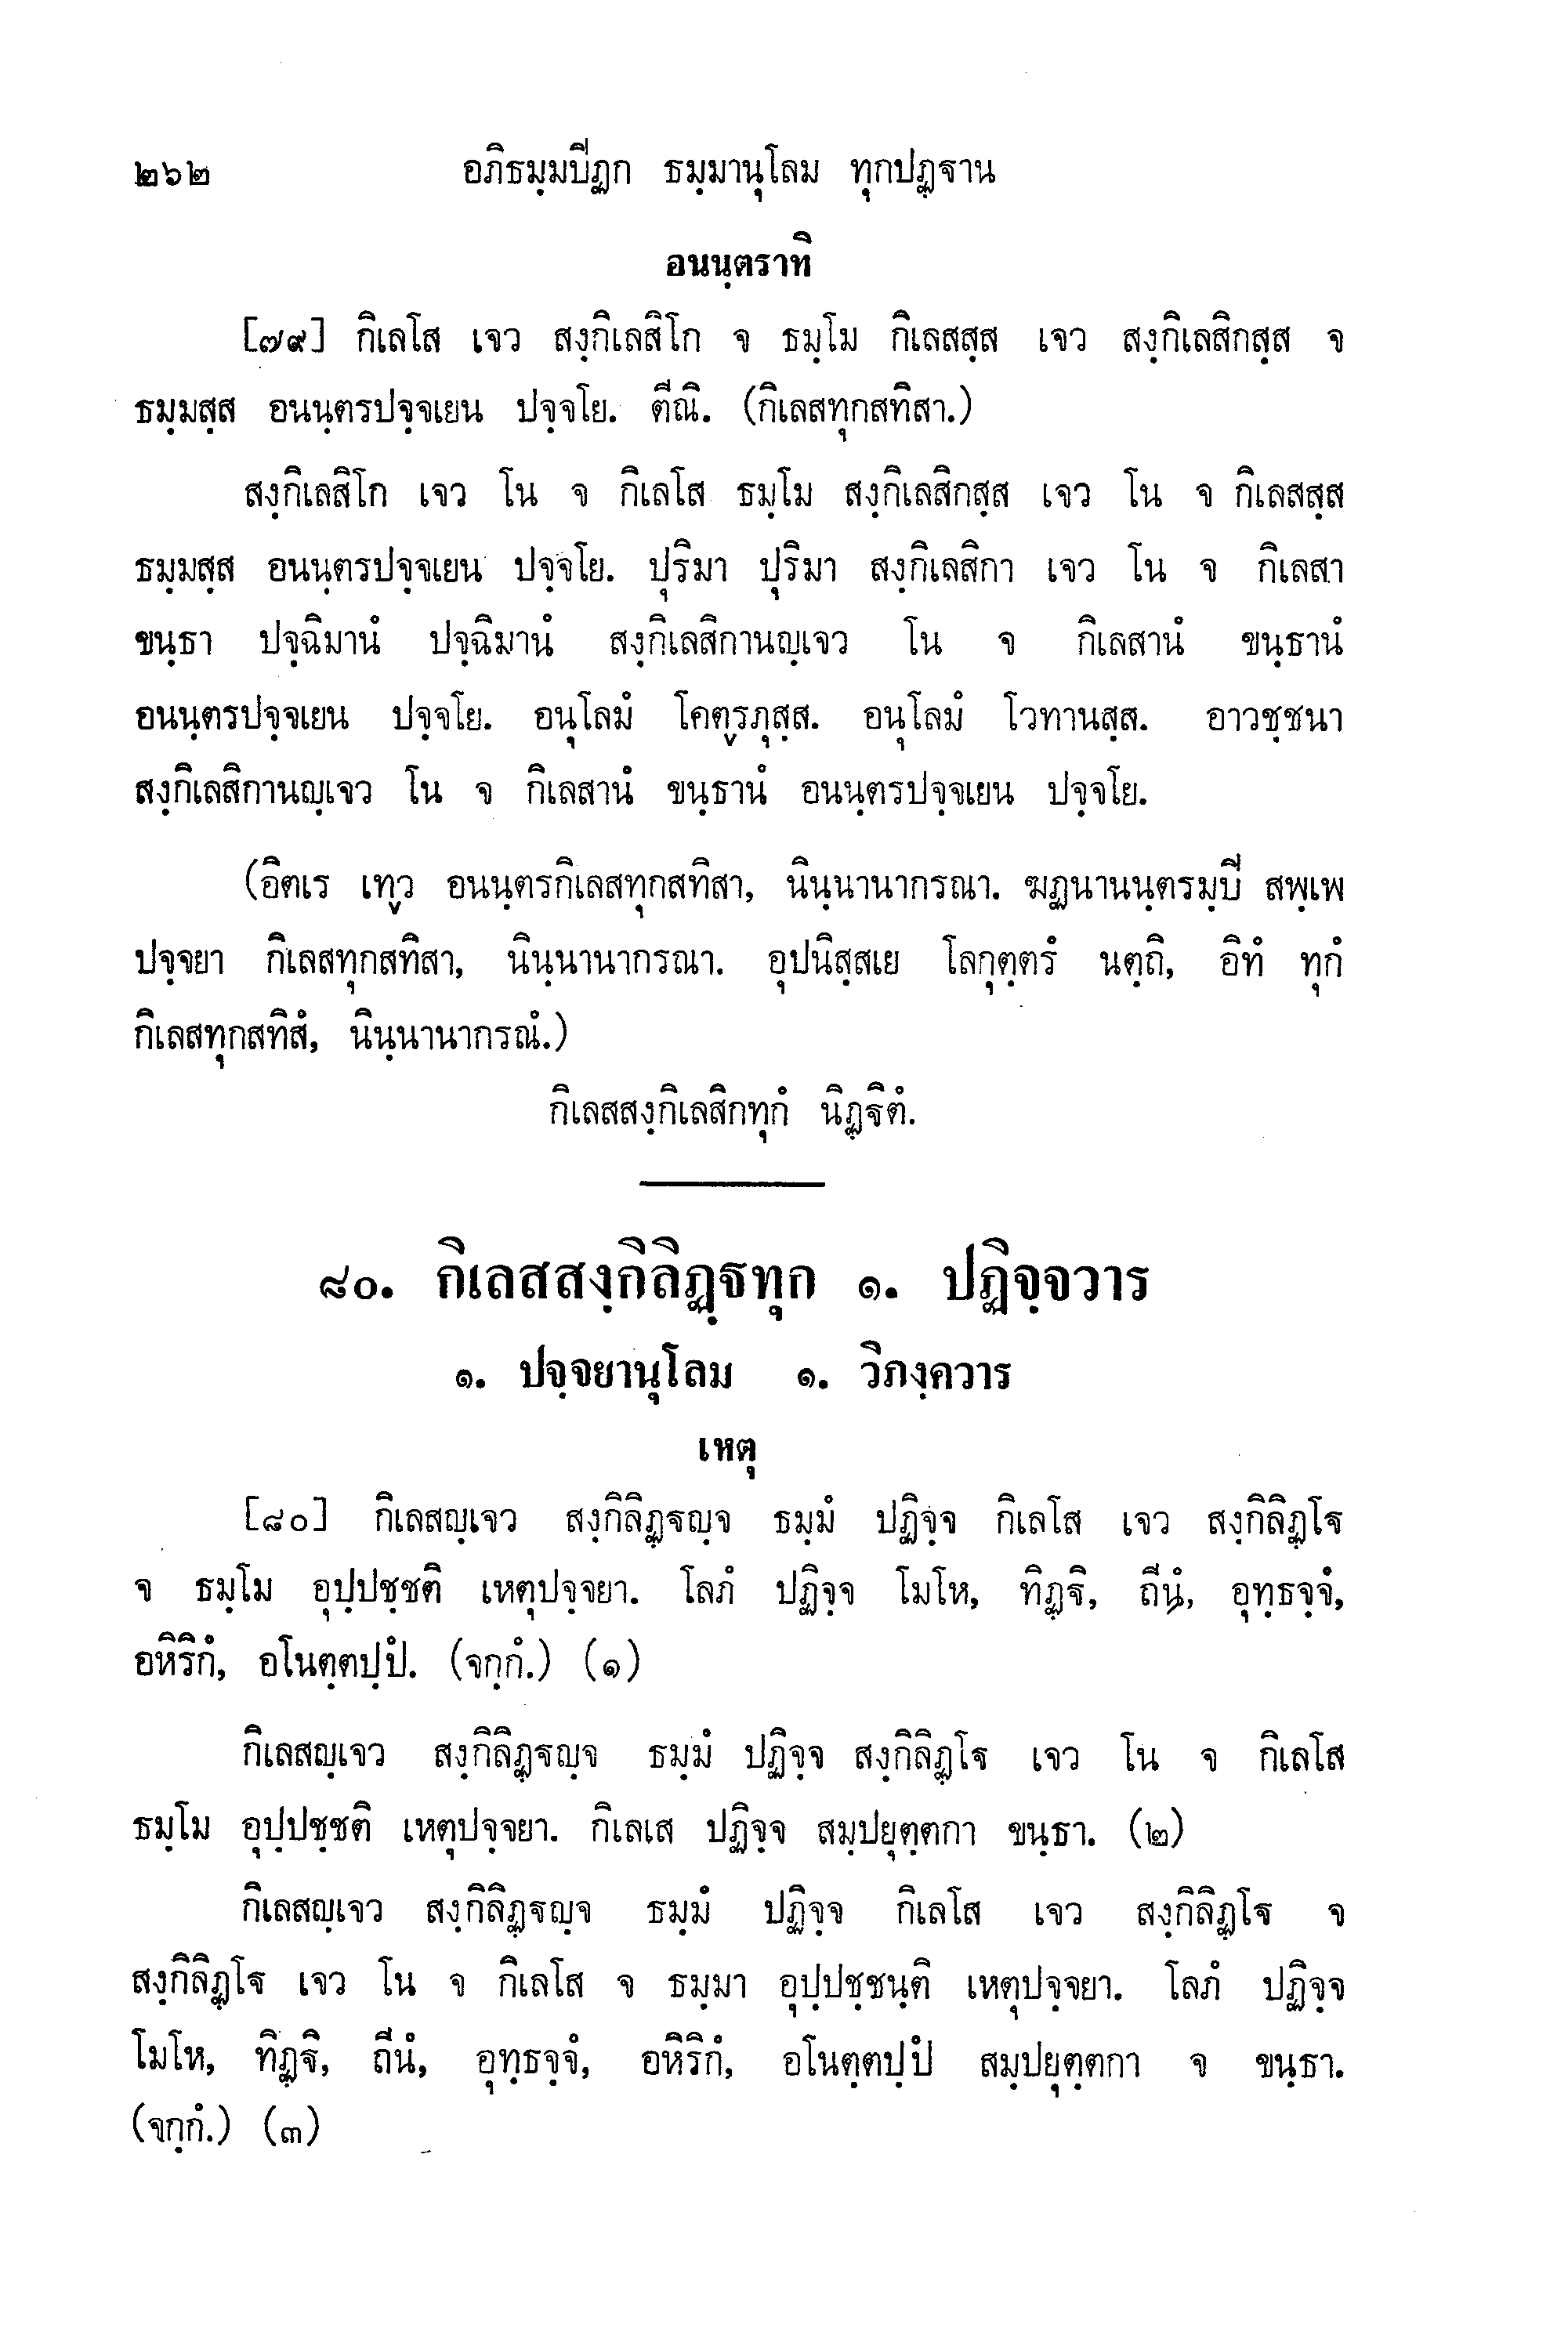 ๒๖๒ อภิธมฺมปิฏก ธมฺมานุโลม ทุกปฏฺฐาน
อนนฺตราทิ
[๗๙] กิเลโส เจว สงฺกิเลสิโก จ ธมฺโม กิเลสสฺส เจว สงฺกิเลสิกสฺส จ
ธมฺมสฺส อนนฺตรปจฺจเยน ปจฺจโย. ตีณิ. (กิเลสทุกสทิสา.)
สงฺกิเลสิโก เจว โน จ กิเลโส ธมฺโม สงฺกิเลสิกสฺส เจว โน จ กิเลสสฺส
ธมฺมสฺส อนนฺตรปจฺจเยน ปจฺจโย. ปุริมา ปุริมา สงฺกิเลสิกา เจว โน จ กิเลสา
ขนฺธา ปจฺฉิมานํ ปจฺฉิมานํ สงฺกิเลสิกานญฺเจว โน จ กิเลสานํ ขนฺธานํ
อนนฺตรปจฺจเยน ปจฺจโย. อนุโลมํ โคตฺรภุสฺส. อนุโลมํ โวทานสฺส. อาวชฺชนา
สงฺกิเลสิกานญฺเจว โน จ กิเลสานํ ขนฺธานํ อนนฺตรปจฺจเยน ปจฺจโย.
(อิตเร เทฺว อนนฺตรกิเลสทุกสทิสา, นินฺนานากรณา. ฆฏนานนฺตรมฺปิ สพฺเพ
ปจฺจยา กิเลสทุกสทิสา, นินฺนานากรณา. อุปนิสฺสเย โลกุตฺตรํ นตฺถิ, อิทํ ทุกํ
กิเลสทุกสทิสํ, นินฺนานากรณํ.)
กิเลสสงฺกิเลสิกทุกํ นิฏฺฐิตํ.
๘๐. กิเลสสงฺกิลิฏฺฐทุก ๑. ปฏิจฺจวาร
๑. ปจฺจยานุโลม ๑. วิภงฺควาร
เหตุ
[๘๐] กิเลสญฺเจว สงฺกิลิฏฺฐญฺจ ธมฺมํ ปฏิจฺจ กิเลโส เจว สงฺกิลิฏฺโฐ
จ ธมฺโม อุปฺปชฺชติ เหตุปจฺจยา. โลภํ ปฏิจฺจ โมโห, ทิฏฺฐิ, ถีนํ, อุทฺธจฺจํ,
อหิริกํ, อโนตฺตปฺปํ. (จกฺกํ.) (๑)
กิเลสญฺเจว สงฺกิลิฏฺฐญฺจ ธมฺมํ ปฏิจฺจ สงฺกิลิฏฺโฐ เจว โน จ กิเลโส
ธมฺโม อุปฺปชฺชติ เหตุปจฺจยา. กิเลเส ปฏิจฺจ สมฺปยุตฺตกา ขนฺธา. (๒)
กิเลสญฺเจว สงฺกิลิฏฺฐญฺจ ธมฺมํ ปฏิจฺจ กิเลโส เจว สงฺกิลิฏฺโฐ จ
สงฺกิลิฏฺโฐ เจว โน จ กิเลโส จ ธมฺมา อุปฺปชฺชนฺติ เหตุปจฺจยา. โลภํ ปฏิจฺจ
โมโห, ทิฏฺฐิ, ถีนํ, อุทฺธจฺจํ, อหิริกํ, อโนตฺตปฺปํ สมฺปยุตฺตกา จ ขนฺธา.
(จกฺกํ.) (๓)